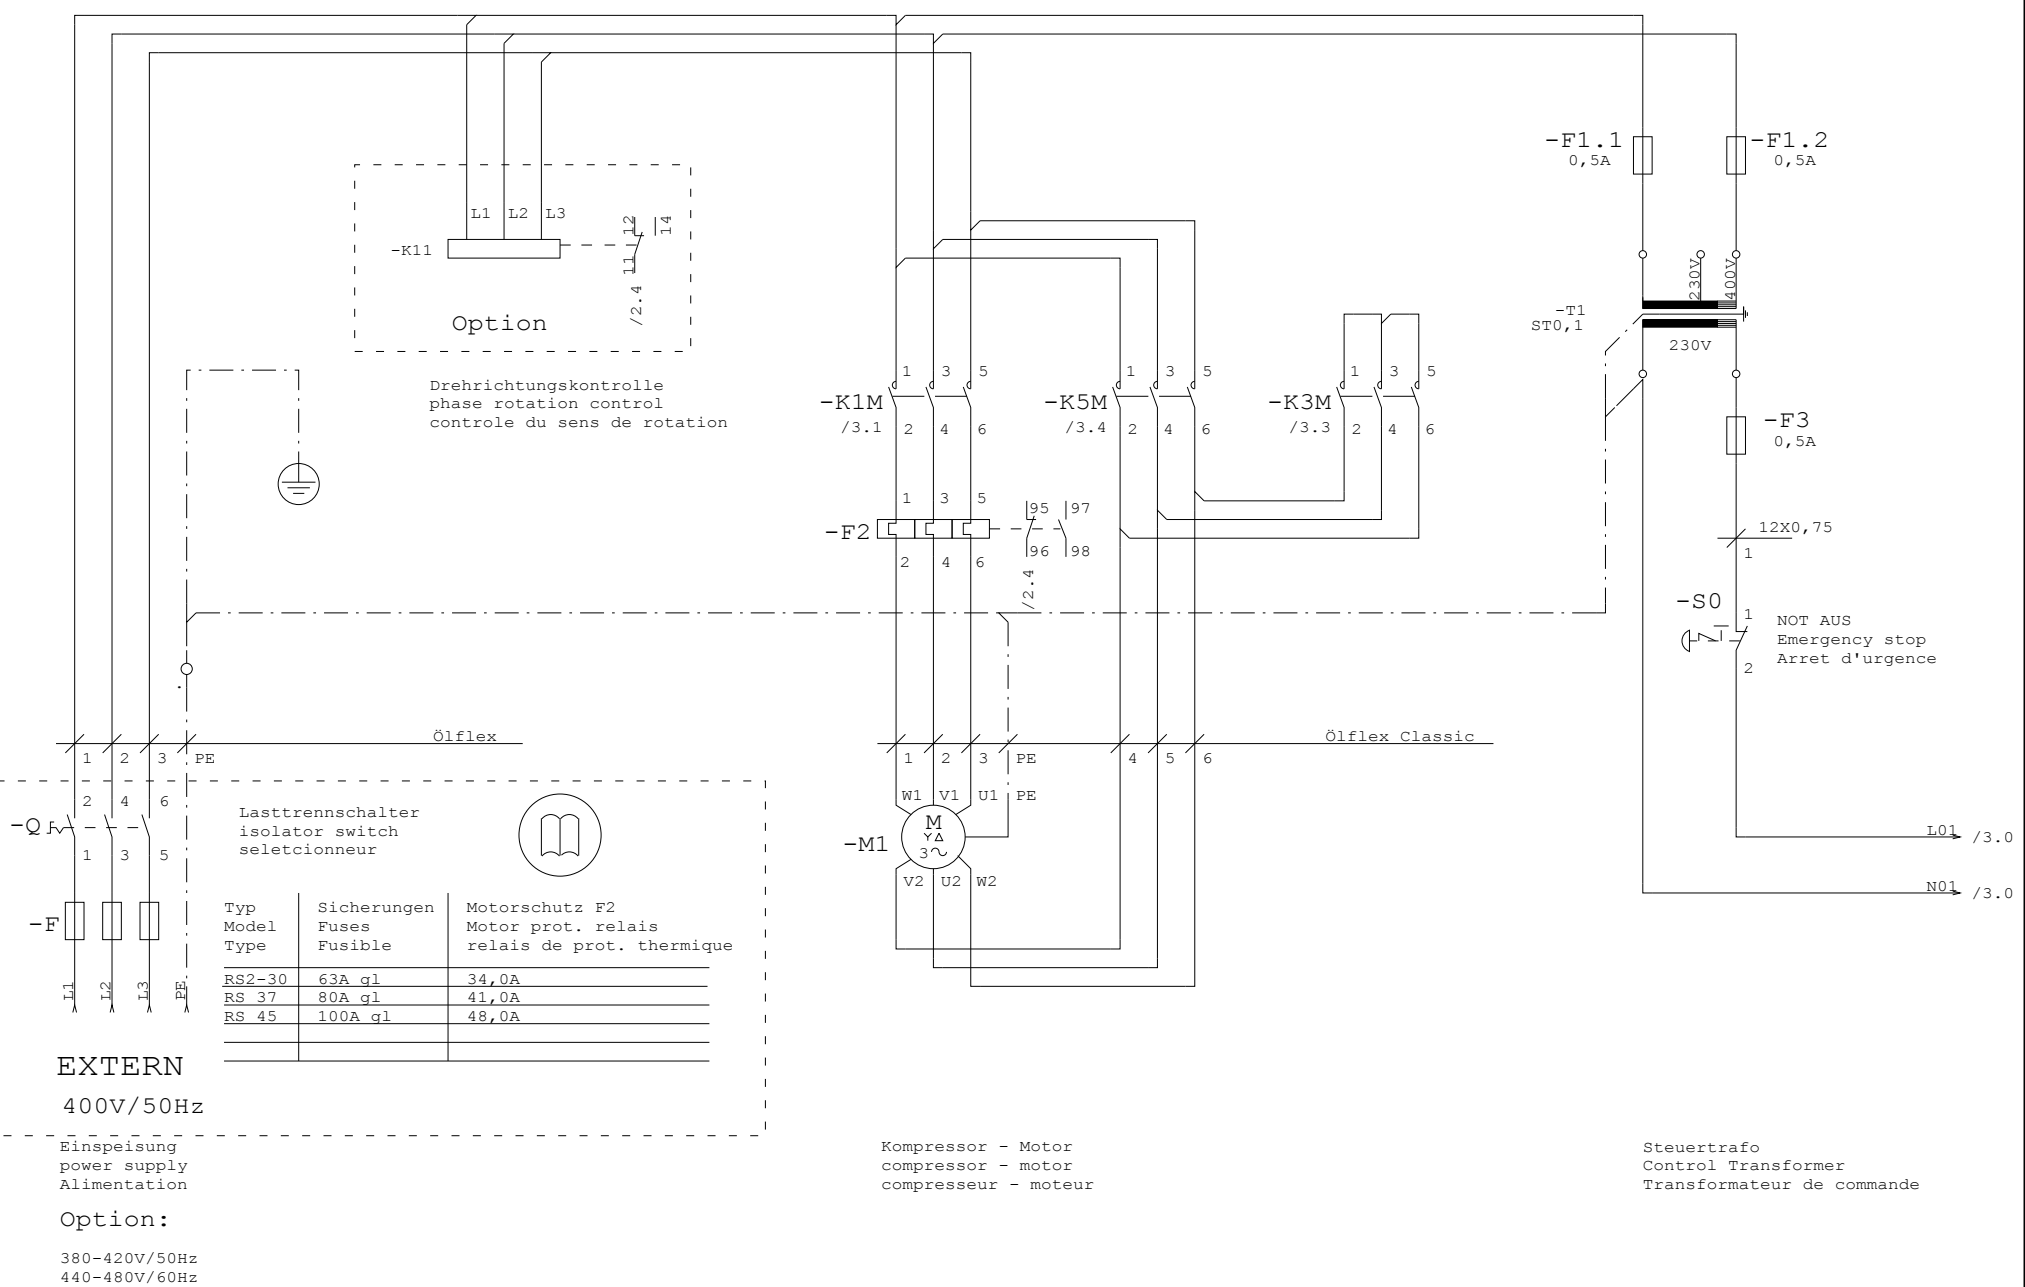 -F1.1
0,5A
-F1.2
0,5A
L1 L2 L3
12
14
-K11
11
/2.4
Option
230V
400V
-T1
ST0,1
230V
Drehrichtungskontrolle
phase rotation control
controle du sens de rotation
1 3 5
-K1M
/3.1 2 4 6
1 3 5
-K5M
/3.4 2 4 6
1 3 5
-K3M
/3.3 2 4 6
-F3
0,5A
1 3 5
-F2
2 4 6
95 97
96 98
/2.4
12X0,75
1
-S0
1
2
NOT AUS
Emergency stop
Arret d'urgence
Ölflex
1 2 3 PE
Ölflex Classic
1 2 3 PE 4 5 6
2 4 6
-Q
1 3 5
Lasttrennschalter
isolator switch
seletcionneur
W1 V1 U1 PE
-M1
M
Y Δ
3~
V2 U2 W2
L01 /3.0
N01 /3.0
-F
L1 L2 L3 PE
Typ Sicherungen Motorschutz F2
Model Fuses Motor prot. relais
Type Fusible relais de prot. thermique
RS2-30 63A gl 34,0A
RS 37 80A gl 41,0A
RS 45 100A gl 48,0A
EXTERN
400V/50Hz
Einspeisung
power supply
Alimentation
Kompressor - Motor
compressor - motor
compresseur - moteur
Steuertrafo
Control Transformer
Transformateur de commande
Option:
380-420V/50Hz
440-480V/60Hz